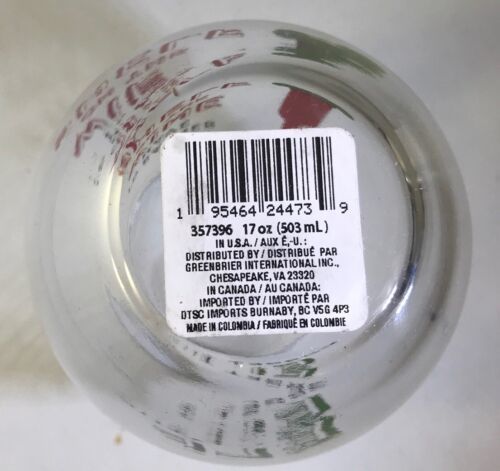 1 95464 24473 9
357396 17 oz (503 mL)
IN U.S.A. / AUX É,-U. :
DISTRIBUTED BY / DISTRIBUÉ PAR
GREENBRIER INTERNATIONAL INC.,
CHESAPEAKE, VA 23320
IN CANADA / AU CANADA:
IMPORTED BY / IMPORTÉ PAR
DTSC IMPORTS BURNABY, BC V5G 4P3
MADE IN COLOMBIA / FABRIQUÉ EN COLOMBIE